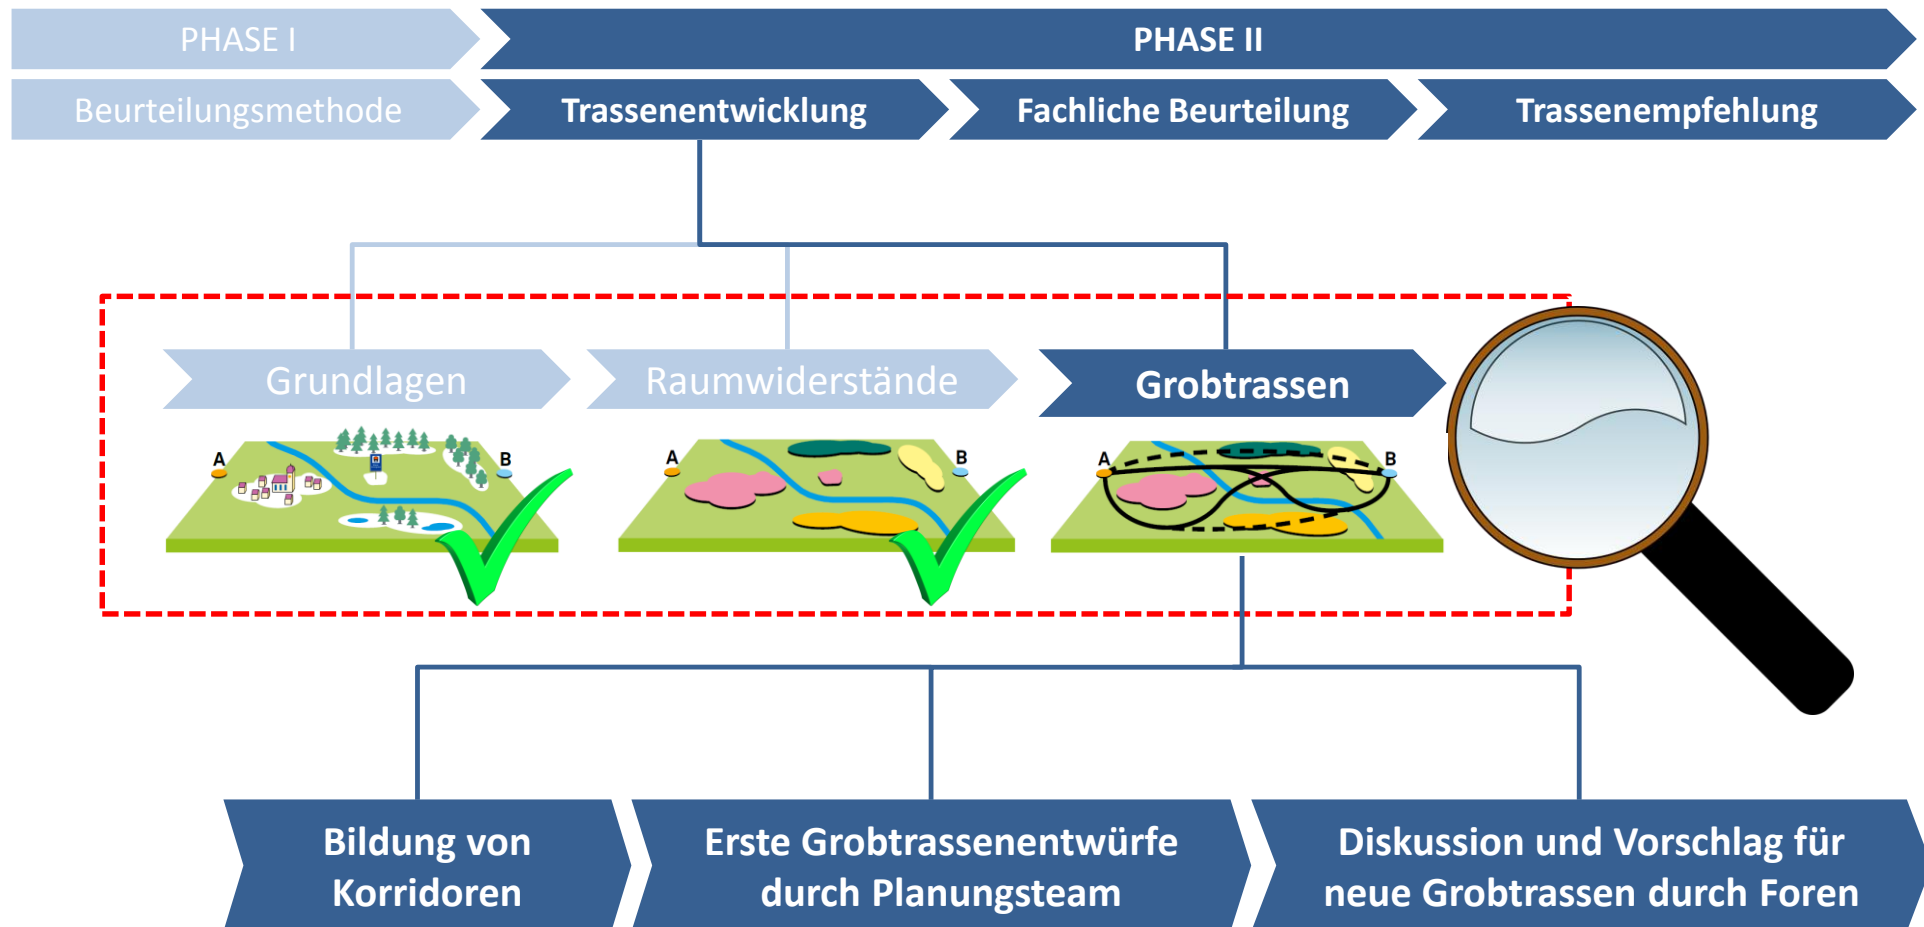 PHASE I
PHASE II
Beurteilungsmethode
Trassenentwicklung
Fachliche Beurteilung
Trassenempfehlung
Grundlagen
Raumwiderstände
Grobtrassen
A
B
A
B
A
B
Bildung von
Korridoren
Erste Grobtrassenentwürfe
durch Planungsteam
Diskussion und Vorschlag für
neue Grobtrassen durch Foren